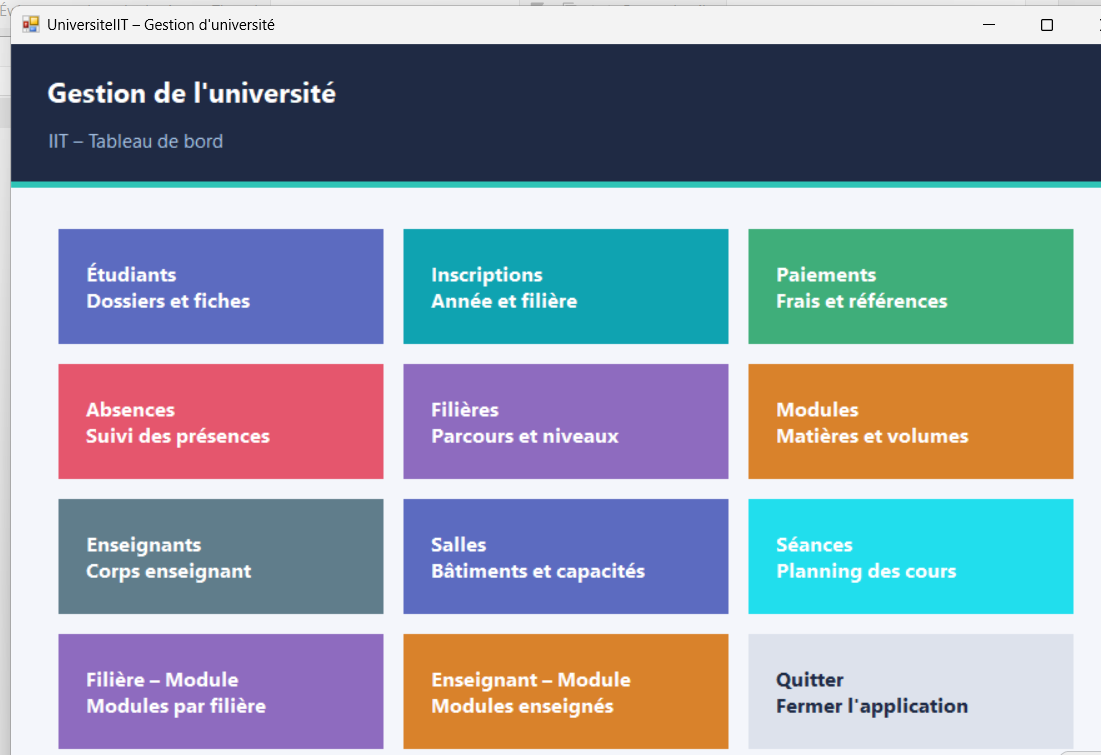 UniversiteIIT – Gestion d'université
Gestion de l'université
IIT – Tableau de bord
Étudiants
Dossiers et fiches
Inscriptions
Année et filière
Paiements
Frais et références
Absences
Suivi des présences
Filières
Parcours et niveaux
Modules
Matières et volumes
Enseignants
Corps enseignant
Salles
Bâtiments et capacités
Séances
Planning des cours
Filière – Module
Modules par filière
Enseignant – Module
Modules enseignés
Quitter
Fermer l'application